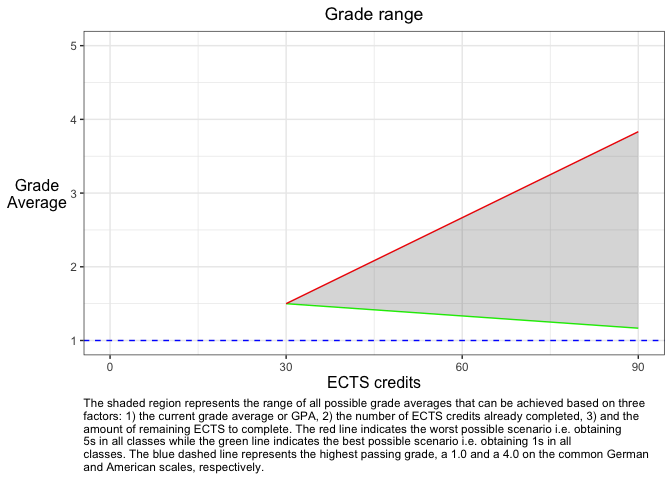 Grade range
5
4
3
2
1
Grade
Average
0
30
60
90
ECTS credits
The shaded region represents the range of all possible grade averages that can be achieved based on three
factors: 1) the current grade average or GPA, 2) the number of ECTS credits already completed, 3) and the
amount of remaining ECTS to complete. The red line indicates the worst possible scenario i.e. obtaining
5s in all classes while the green line indicates the best possible scenario i.e. obtaining 1s in all
classes. The blue dashed line represents the highest passing grade, a 1.0 and a 4.0 on the common German
and American scales, respectively.